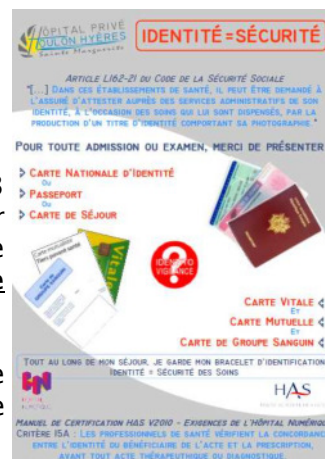 HÔPITAL PRIVÉ
TOULON HYÈRES
Sainte Marguerite
IDENTITÉ = SÉCURITÉ
ARTICLE L162-21 DU CODE DE LA SÉCURITÉ SOCIALE
"[...] DANS CES ÉTABLISSEMENTS DE SANTÉ, IL PEUT ÊTRE DEMANDÉ À
L'ASSURÉ D'ATTESTER AUPRÈS DES SERVICES ADMINISTRATIFS DE SON
IDENTITÉ, À L'OCCASION DES SOINS QUI LUI SONT DISPENSÉS, PAR LA
PRODUCTION D'UN TITRE D'IDENTITÉ COMPORTANT SA PHOTOGRAPHIE."
POUR TOUTE ADMISSION OU EXAMEN, MERCI DE PRÉSENTER
CARTE NATIONALE D'IDENTITÉ
OU
PASSEPORT
OU
CARTE DE SÉJOUR
Carte mutualiste
Tiers payant santé
Vitale
IDENTITO
VIGILANCE
?
CARTE VITALE
ET
CARTE MUTUELLE
ET
CARTE DE GROUPE SANGUIN
TOUT AU LONG DE MON SÉJOUR, JE GARDE MON BRACELET D'IDENTIFICATION
IDENTITÉ = SÉCURITÉ DES SOINS
HAS
MANUEL DE CERTIFICATION HAS V2010 - EXIGENCES DE L'HÔPITAL NUMÉRIQUE
CRITÈRE 15A : LES PROFESSIONNELS DE SANTÉ VÉRIFIENT LA CONCORDANCE
ENTRE L'IDENTITÉ DU BÉNÉFICIAIRE DE L'ACTE ET LA PRESCRIPTION,
AVANT TOUT ACTE THÉRAPEUTIQUE OU DIAGNOSTIQUE